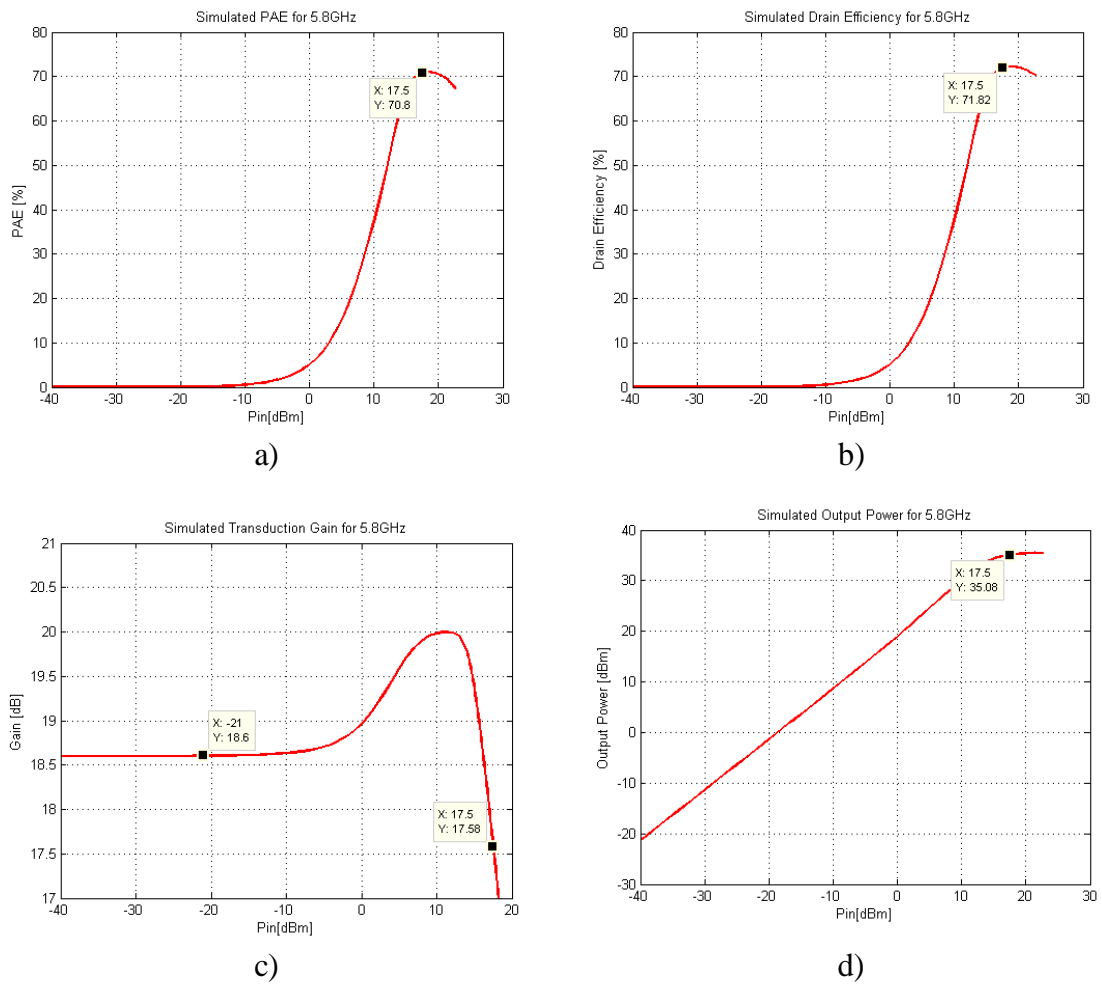 Simulated PAE for 5.8GHz
80
70
60
50
40
30
20
10
0
PAE [%]
X: 17.5
Y: 70.8
-40 -30 -20 -10 0 10 20 30
Pin[dBm]
a)
Simulated Drain Efficiency for 5.8GHz
80
70
60
50
40
30
20
10
0
Drain Efficiency [%]
X: 17.5
Y: 71.82
-40 -30 -20 -10 0 10 20 30
Pin[dBm]
b)
Simulated Transduction Gain for 5.8GHz
21
20.5
20
19.5
19
18.5
18
17.5
17
Gain [dB]
X: -21
Y: 18.6
X: 17.5
Y: 17.58
-40 -30 -20 -10 0 10 20
Pin[dBm]
c)
Simulated Output Power for 5.8GHz
40
30
20
10
0
-10
-20
-30
Output Power [dBm]
X: 17.5
Y: 35.08
-40 -30 -20 -10 0 10 20 30
Pin[dBm]
d)